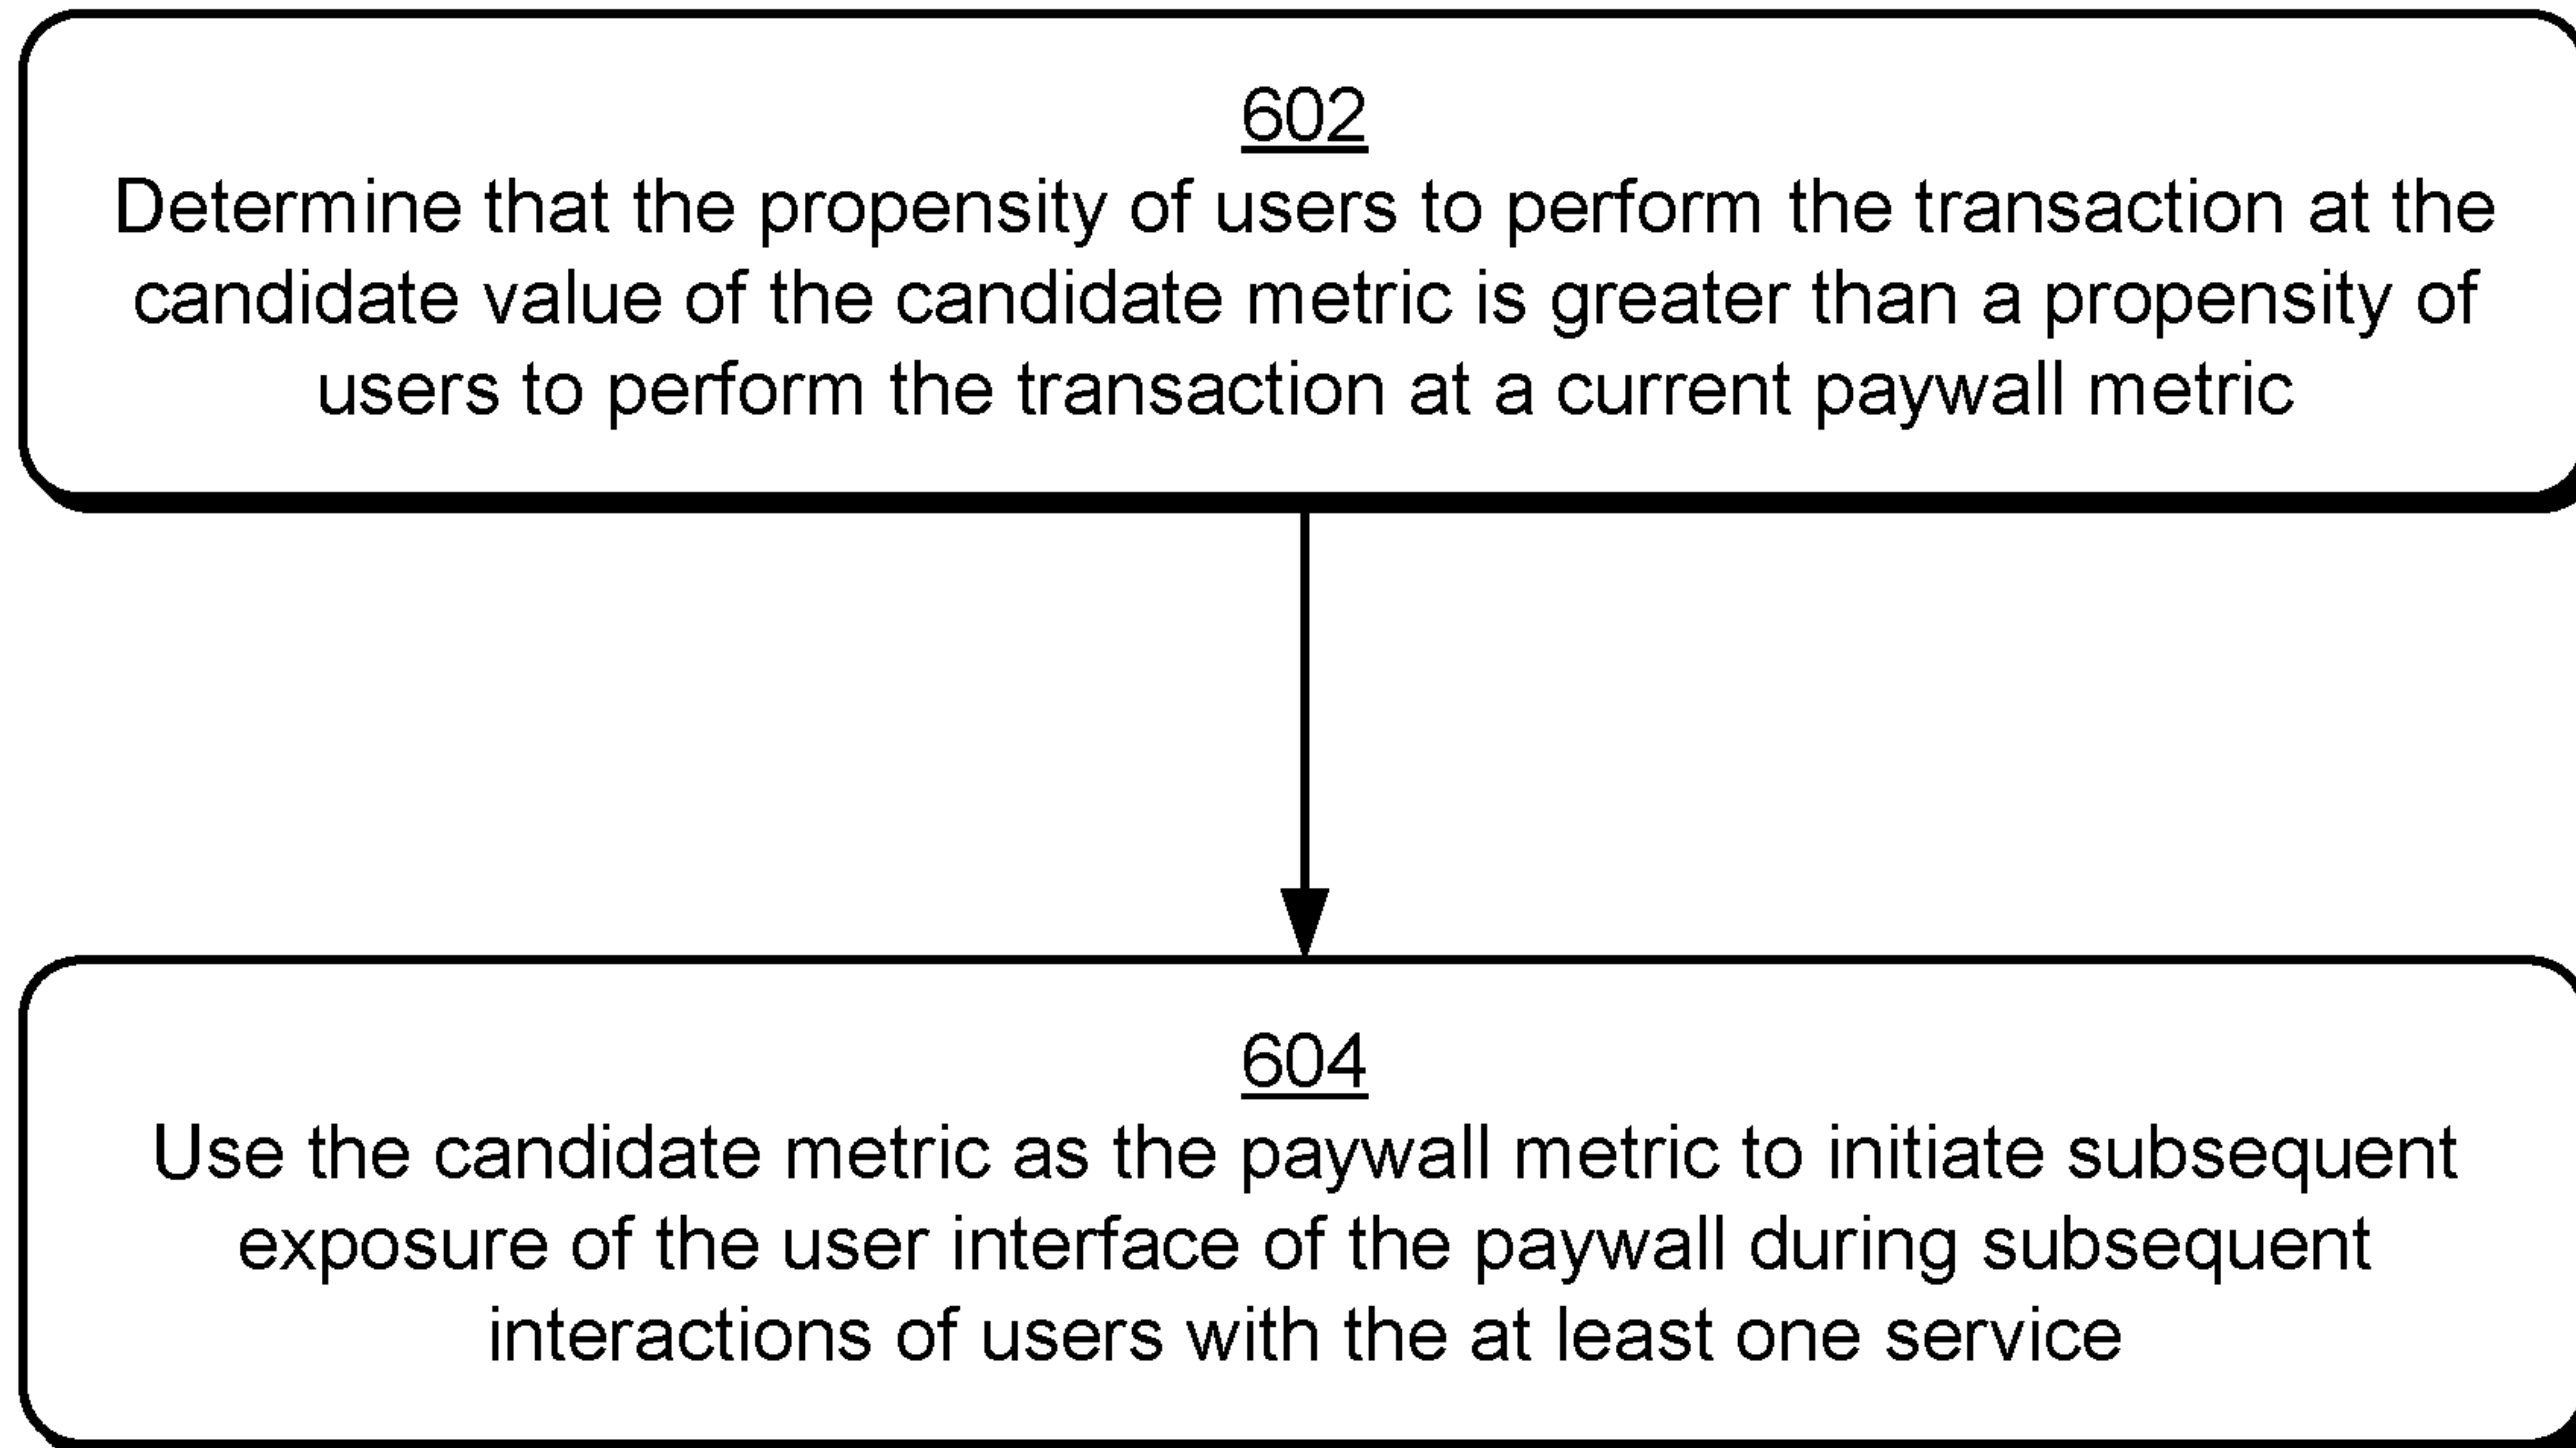 602
Determine that the propensity of users to perform the transaction at the
candidate value of the candidate metric is greater than a propensity of
users to perform the transaction at a current paywall metric
604
Use the candidate metric as the paywall metric to initiate subsequent
exposure of the user interface of the paywall during subsequent
interactions of users with the at least one service